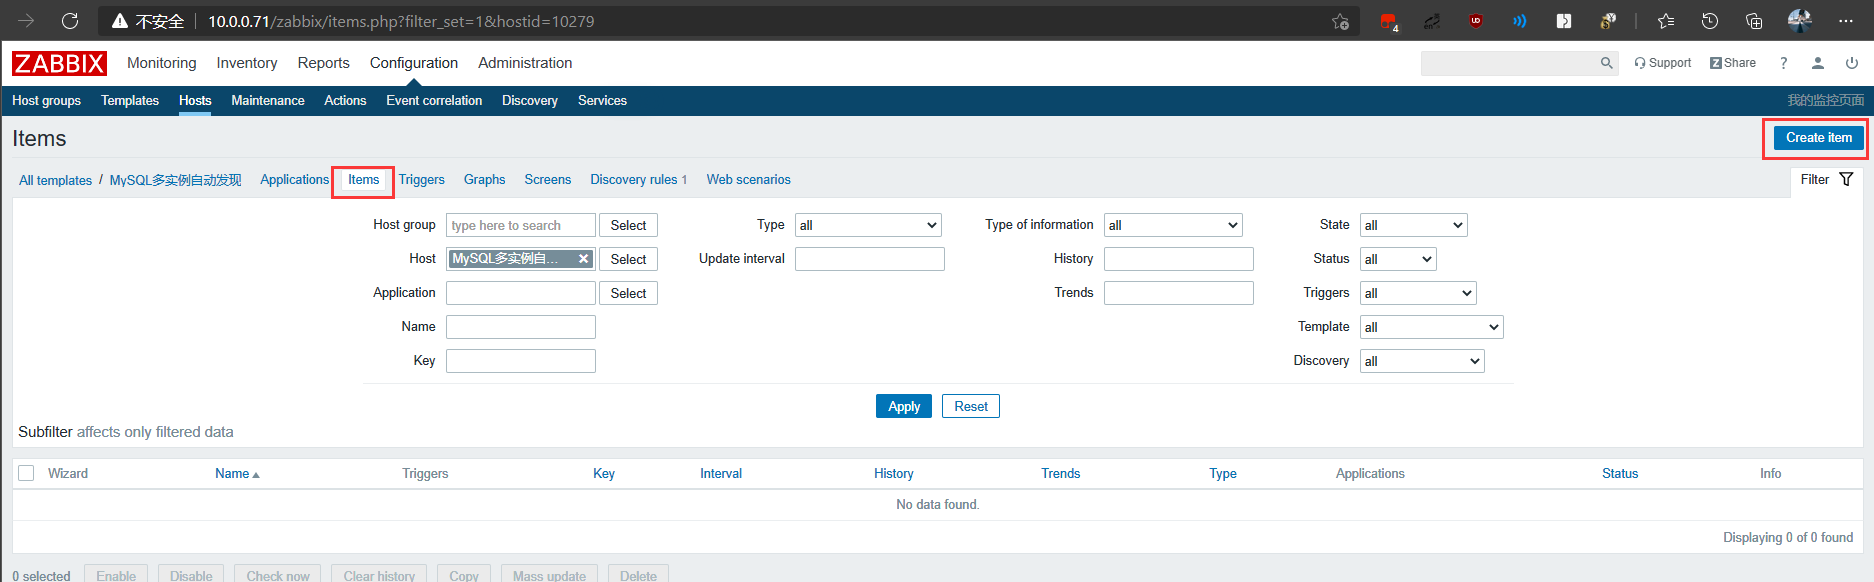 不安全 10.0.0.71/zabbix/items.php?filter_set=1&hostid=10279 4
ZABBIX Monitoring Inventory Reports Configuration Administration Support Z Share ?
Host groups Templates Hosts Maintenance Actions Event correlation Discovery Services 我的监控页面
Items Create item
All templates / MySQL多实例自动发现 Applications Items Triggers Graphs Screens Discovery rules 1 Web scenarios Filter
Host group type here to search Select Type all Type of information all State all
Host MySQL多实例自... Select Update interval History Status all
Application Select Trends Triggers all
Name Template all
Key Discovery all
Apply Reset
Subfilter affects only filtered data
Wizard Name Triggers Key Interval History Trends Type Applications Status Info
No data found.
Displaying 0 of 0 found
0 selected Enable Disable Check now Clear history Copy Mass update Delete